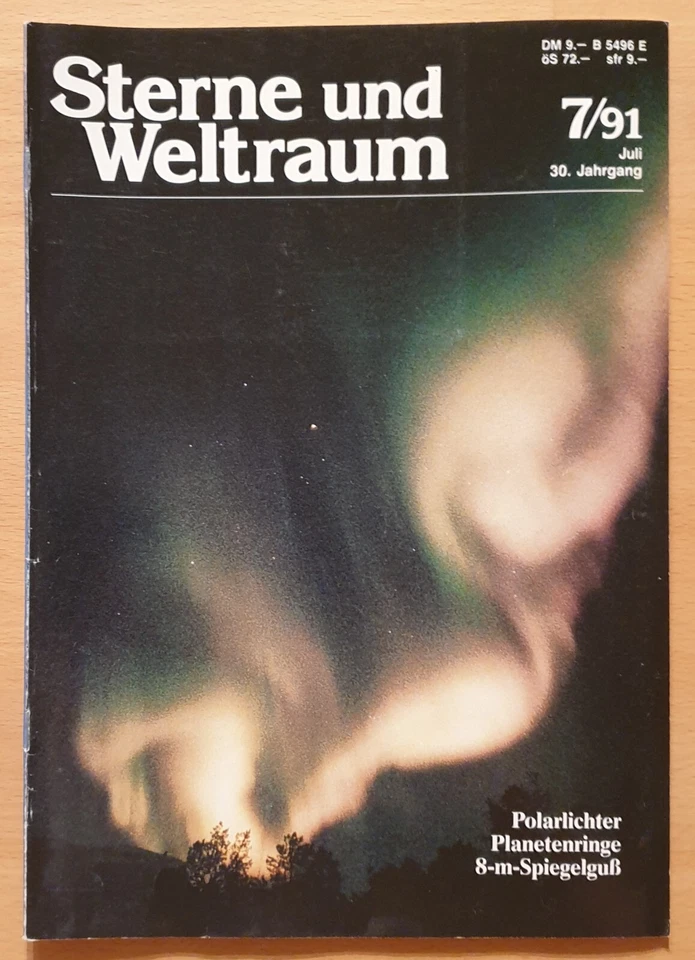 DM 9.– B 5496 E
öS 72.– sfr 9.–
Sterne und
Weltraum
7/91
Juli
30. Jahrgang
Polarlichter
Planetenringe
8-m-Spiegelguß